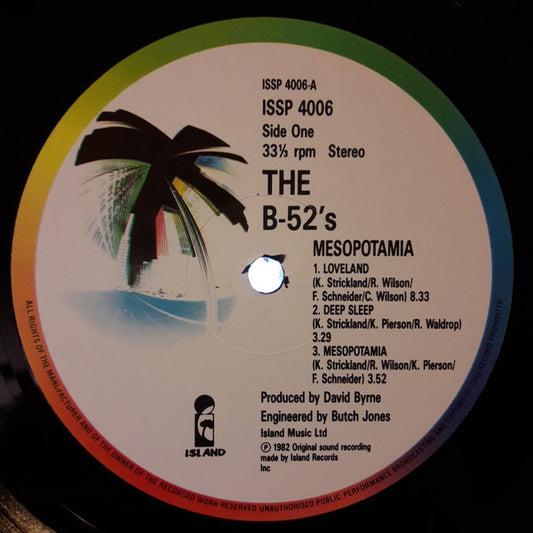 ISSP 4006-A
ISSP 4006
Side One
33⅓ rpm Stereo
THE
B-52's
MESOPOTAMIA
1. LOVELAND
(K. Strickland/R. Wilson/
F. Schneider/C. Wilson) 8.33
2. DEEP SLEEP
(K. Strickland/K. Pierson/R. Waldrop)
3.29
3. MESOPOTAMIA
(K. Strickland/R. Wilson/K. Pierson/
F. Schneider) 3.52
Produced by David Byrne
Engineered by Butch Jones
Island Music Ltd
Ⓟ 1982 Original sound recording
made by Island Records
Inc
ISLAND
ALL RIGHTS OF THE MANUFACTURER AND OF THE OWNER OF THE RECORDED WORK RESERVED UNAUTHORISED PUBLIC PERFORMANCE BROADCASTING AND COPYING OF THIS RECORD PROHIBITED